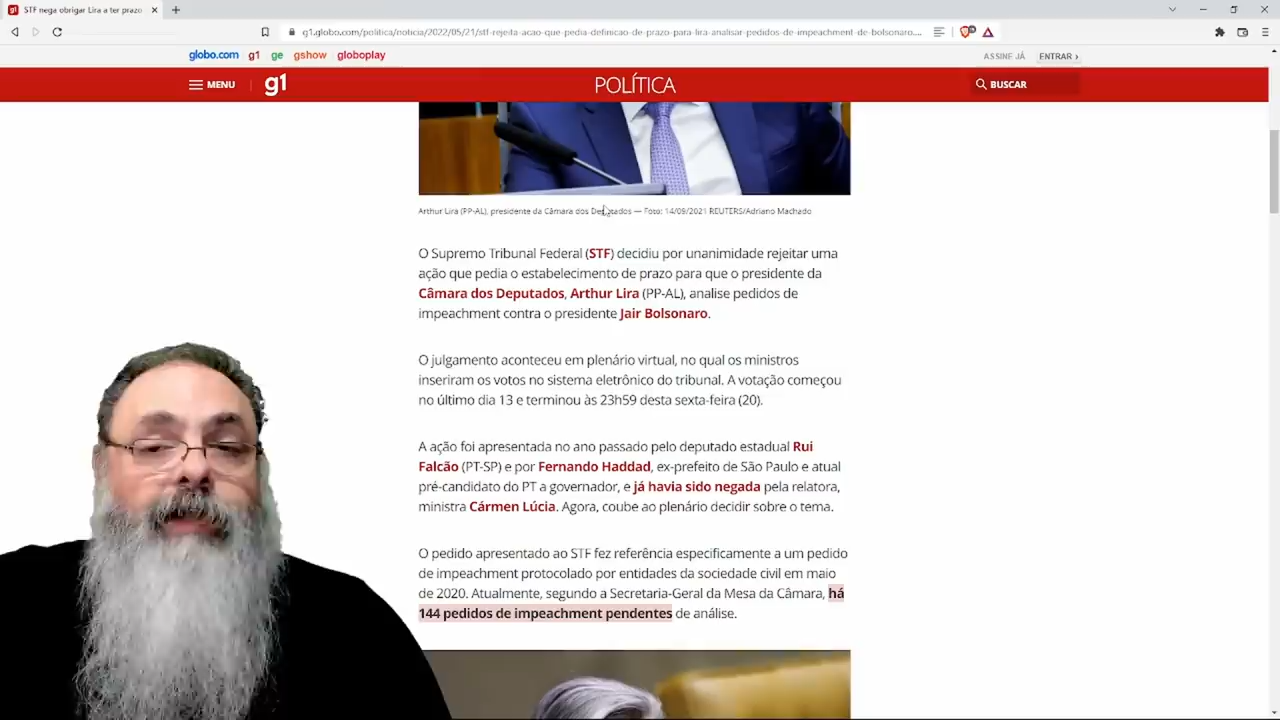 STF nega obrigar Lira a ter prazo
g1.globo.com/politica/noticia/2022/05/21/stf-rejeita-acao-que-pedia-definicao-de-prazo-para-lira-analisar-pedidos-de-impeachment-de-bolsonaro...
globo.com g1 ge gshow globoplay ASSINE JÁ ENTRAR ›
MENU g1 POLÍTICA BUSCAR
Arthur Lira (PP-AL), presidente da Câmara dos Deputados — Foto: 14/09/2021 REUTERS/Adriano Machado
O Supremo Tribunal Federal (STF) decidiu por unanimidade rejeitar uma
ação que pedia o estabelecimento de prazo para que o presidente da
Câmara dos Deputados, Arthur Lira (PP-AL), analise pedidos de
impeachment contra o presidente Jair Bolsonaro.
O julgamento aconteceu em plenário virtual, no qual os ministros
inseriram os votos no sistema eletrônico do tribunal. A votação começou
no último dia 13 e terminou às 23h59 desta sexta-feira (20).
A ação foi apresentada no ano passado pelo deputado estadual Rui
Falcão (PT-SP) e por Fernando Haddad, ex-prefeito de São Paulo e atual
pré-candidato do PT a governador, e já havia sido negada pela relatora,
ministra Cármen Lúcia. Agora, coube ao plenário decidir sobre o tema.
O pedido apresentado ao STF fez referência especificamente a um pedido
de impeachment protocolado por entidades da sociedade civil em maio
de 2020. Atualmente, segundo a Secretaria-Geral da Mesa da Câmara, há
144 pedidos de impeachment pendentes de análise.